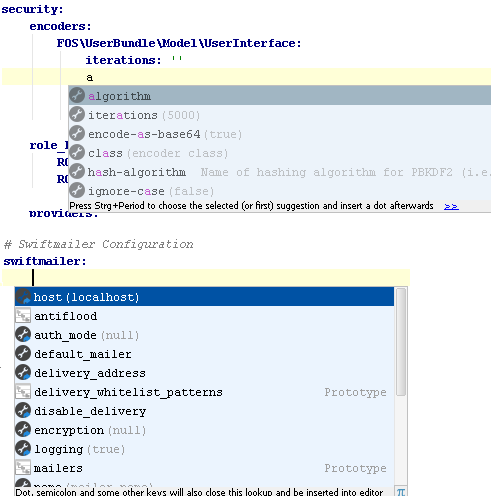 security:
encoders:
FOS\UserBundle\Model\UserInterface:
iterations: ''
a
algorithm
iterations (5000)
encode-as-base64 (true)
class (encoder class)
hash-algorithm Name of hashing algorithm for PBKDF2 (i.e.
ignore-case (false)
Press Strg+Period to choose the selected (or first) suggestion and insert a dot afterwards >>
role_
RO
RO
providers:
# Swiftmailer Configuration
swiftmailer:
host (localhost)
antiflood
auth_mode (null)
default_mailer
delivery_address
delivery_whitelist_patterns Prototype
disable_delivery
encryption (null)
logging (true)
mailers Prototype
name (mailer name)
Dot, semicolon and some other keys will also close this lookup and be inserted into editor π